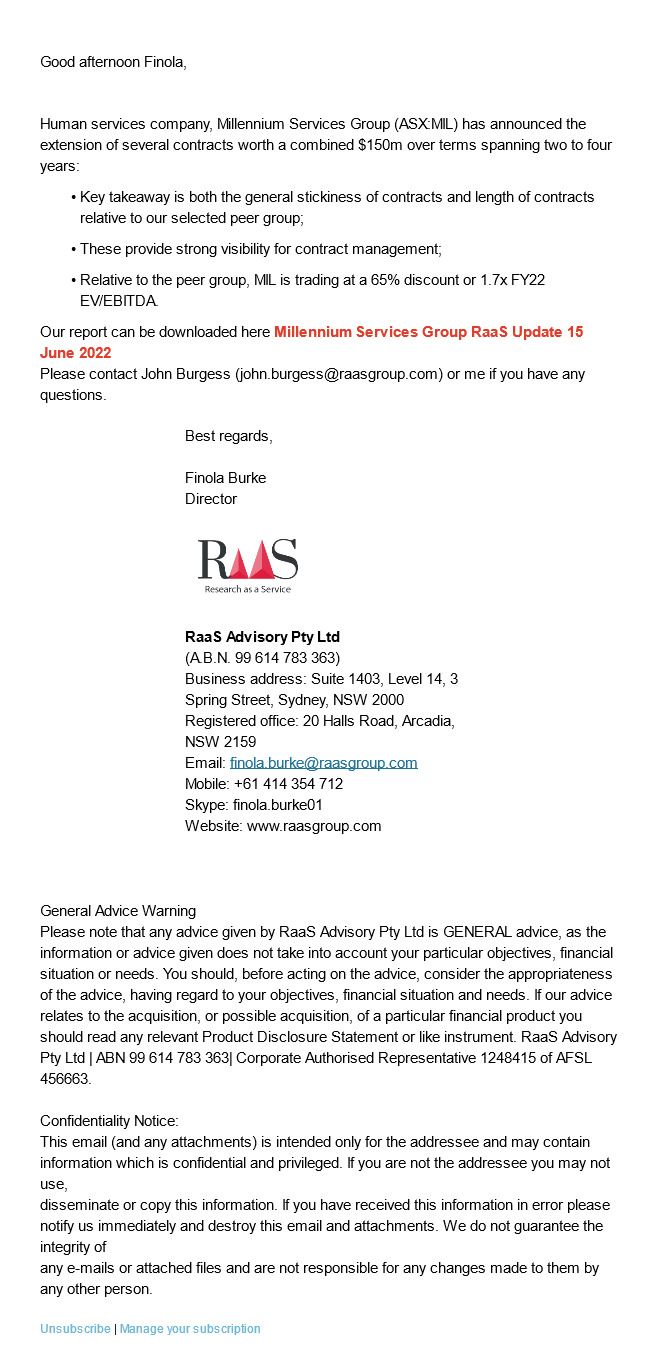 Good afternoon Finola,
Human services company, Millennium Services Group (ASX:MIL) has announced the
extension of several contracts worth a combined $150m over terms spanning two to four
years:
• Key takeaway is both the general stickiness of contracts and length of contracts
relative to our selected peer group;
• These provide strong visibility for contract management;
• Relative to the peer group, MIL is trading at a 65% discount or 1.7x FY22
EV/EBITDA.
Our report can be downloaded here Millennium Services Group RaaS Update 15
June 2022
Please contact John Burgess (john.burgess@raasgroup.com) or me if you have any
questions.
Best regards,
Finola Burke
Director
RaaS
Research as a Service
RaaS Advisory Pty Ltd
(A.B.N. 99 614 783 363)
Business address: Suite 1403, Level 14, 3
Spring Street, Sydney, NSW 2000
Registered office: 20 Halls Road, Arcadia,
NSW 2159
Email: finola.burke@raasgroup.com
Mobile: +61 414 354 712
Skype: finola.burke01
Website: www.raasgroup.com
General Advice Warning
Please note that any advice given by RaaS Advisory Pty Ltd is GENERAL advice, as the
information or advice given does not take into account your particular objectives, financial
situation or needs. You should, before acting on the advice, consider the appropriateness
of the advice, having regard to your objectives, financial situation and needs. If our advice
relates to the acquisition, or possible acquisition, of a particular financial product you
should read any relevant Product Disclosure Statement or like instrument. RaaS Advisory
Pty Ltd | ABN 99 614 783 363| Corporate Authorised Representative 1248415 of AFSL
456663.
Confidentiality Notice:
This email (and any attachments) is intended only for the addressee and may contain
information which is confidential and privileged. If you are not the addressee you may not
use,
disseminate or copy this information. If you have received this information in error please
notify us immediately and destroy this email and attachments. We do not guarantee the
integrity of
any e-mails or attached files and are not responsible for any changes made to them by
any other person.
Unsubscribe | Manage your subscription